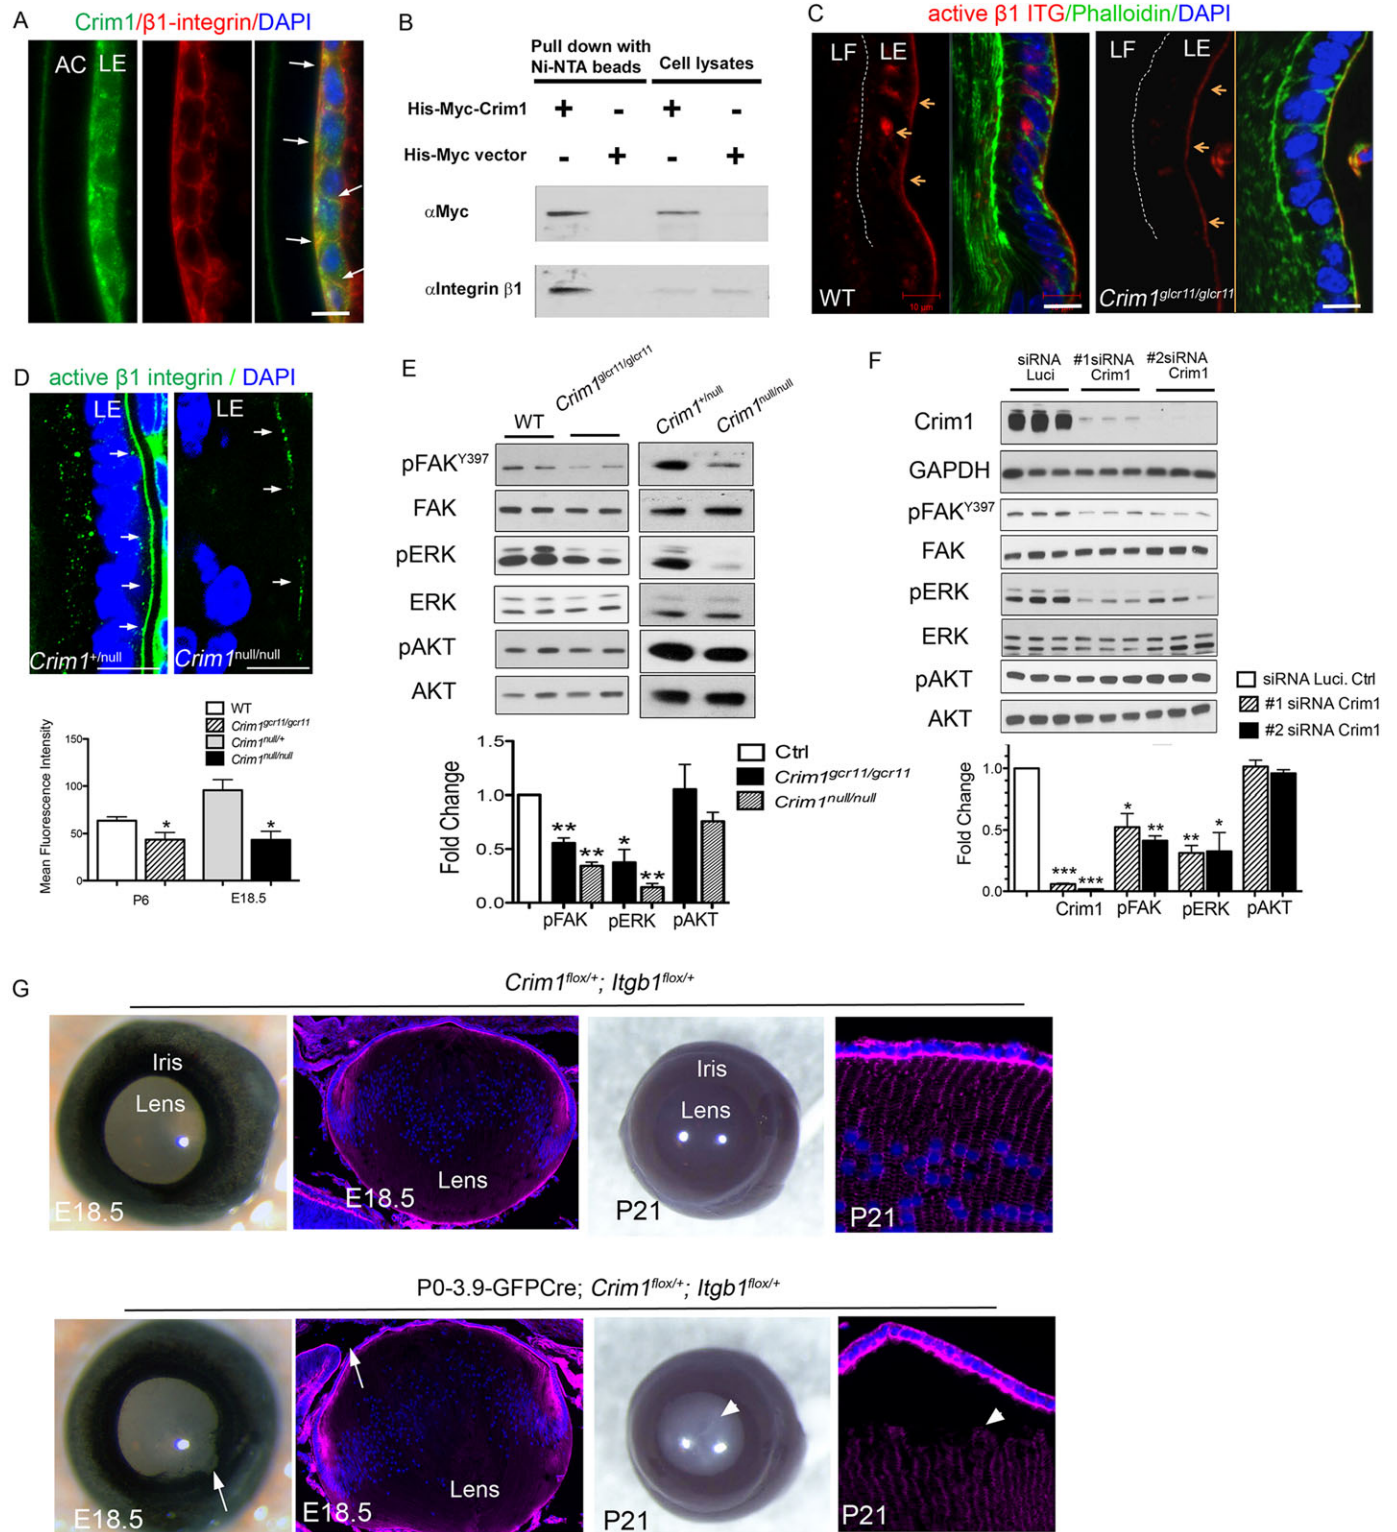 A
Crim1/β1-integrin/DAPI
AC
LE
B
Pull down with
Ni-NTA beads
Cell lysates
His-Myc-Crim1
+ - + -
His-Myc vector
- + - +
αMyc
αIntegrin β1
C
active β1 ITG/Phalloidin/DAPI
LF
LE
WT
10 μm
LF
LE
Crim1glcr11/glcr11
D
active β1 integrin / DAPI
LE
Crim1+/null
LE
Crim1null/null
WT
Crim1gcr11/gcr11
Crim1null/+
Crim1null/null
Mean Fluorescence Intensity
150
100
50
0
P6
E18.5
E
WT
Crim1glcr11/glcr11
Crim1+/null
Crim1null/null
pFAKY397
FAK
pERK
ERK
pAKT
AKT
Fold Change
1.5
1.0
0.5
0.0
*
*
**
**
*
**
pFAK
pERK
pAKT
Ctrl
Crim1gcr11/gcr11
Crim1null/null
F
siRNA
Luci
#1siRNA
Crim1
#2siRNA
Crim1
Crim1
GAPDH
pFAKY397
FAK
pERK
ERK
pAKT
AKT
siRNA Luci. Ctrl
#1 siRNA Crim1
#2 siRNA Crim1
Fold Change
1.0
0.5
0.0
***
***
*
**
**
*
Crim1
pFAK
pERK
pAKT
G
Crim1flox/+; Itgb1flox/+
Iris
Lens
E18.5
Lens
E18.5
Iris
Lens
P21
P21
P0-3.9-GFPCre; Crim1flox/+; Itgb1flox/+
E18.5
Lens
E18.5
P21
P21